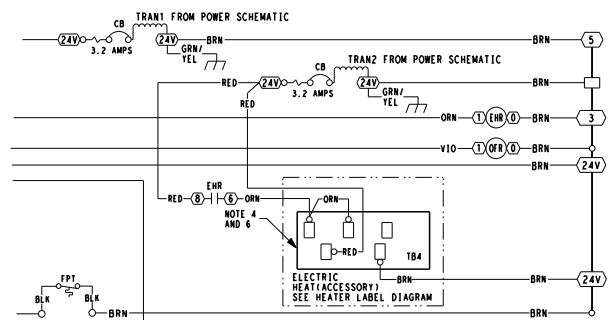 CB
TRAN1 FROM POWER SCHEMATIC
24V
3.2 AMPS
24V
BRN
BRN
5
GRN/
YEL
CB
TRAN2 FROM POWER SCHEMATIC
RED
24V
3.2 AMPS
24V
BRN
GRN/
YEL
RED
ORN
1
EHR
0
BRN
3
VIO
1
OFR
0
BRN
BRN
24V
EHR
RED
8
6
ORN
ORN
NOTE 4
AND 6
RED
TB4
ELECTRIC
HEAT(ACCESSORY)
SEE HEATER LABEL DIAGRAM
BRN
BRN
24V
FPT
BLK
BLK
BRN
BRN